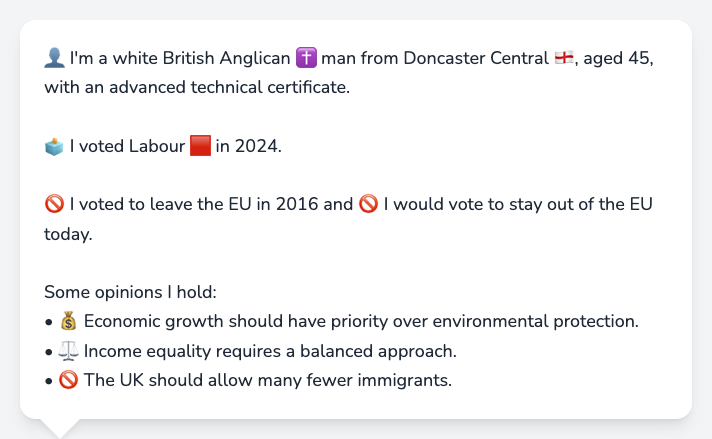 👤 I'm a white British Anglican ✝️ man from Doncaster Central 🏴󠁧󠁢󠁥󠁮󠁧󠁿, aged 45,
with an advanced technical certificate.
🗳️ I voted Labour 🟥 in 2024.
🚫 I voted to leave the EU in 2016 and 🚫 I would vote to stay out of the EU
today.
Some opinions I hold:
• 💰 Economic growth should have priority over environmental protection.
• ⚖️ Income equality requires a balanced approach.
• 🚫 The UK should allow many fewer immigrants.